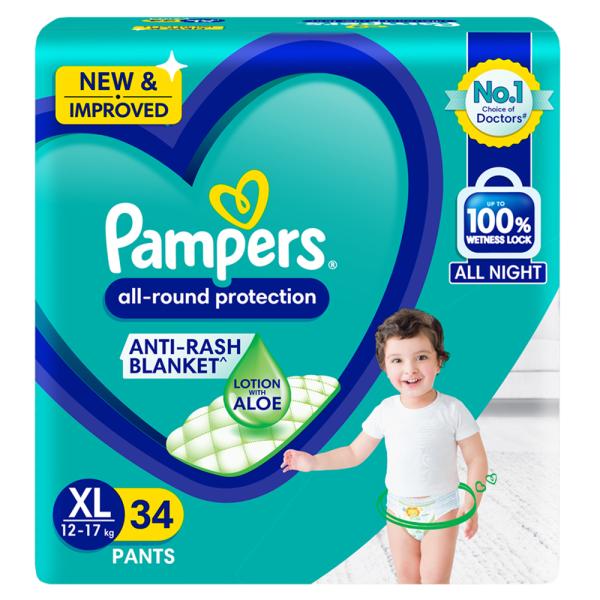 Pampers
NEW &
IMPROVED
No.1
Choice of
Doctors#
UP TO
100%
WETNESS LOCK
ALL NIGHT
Pampers®
all-round protection
ANTI-RASH
BLANKET^
LOTION
WITH
ALOE
XL
12-17 kg
34
PANTS